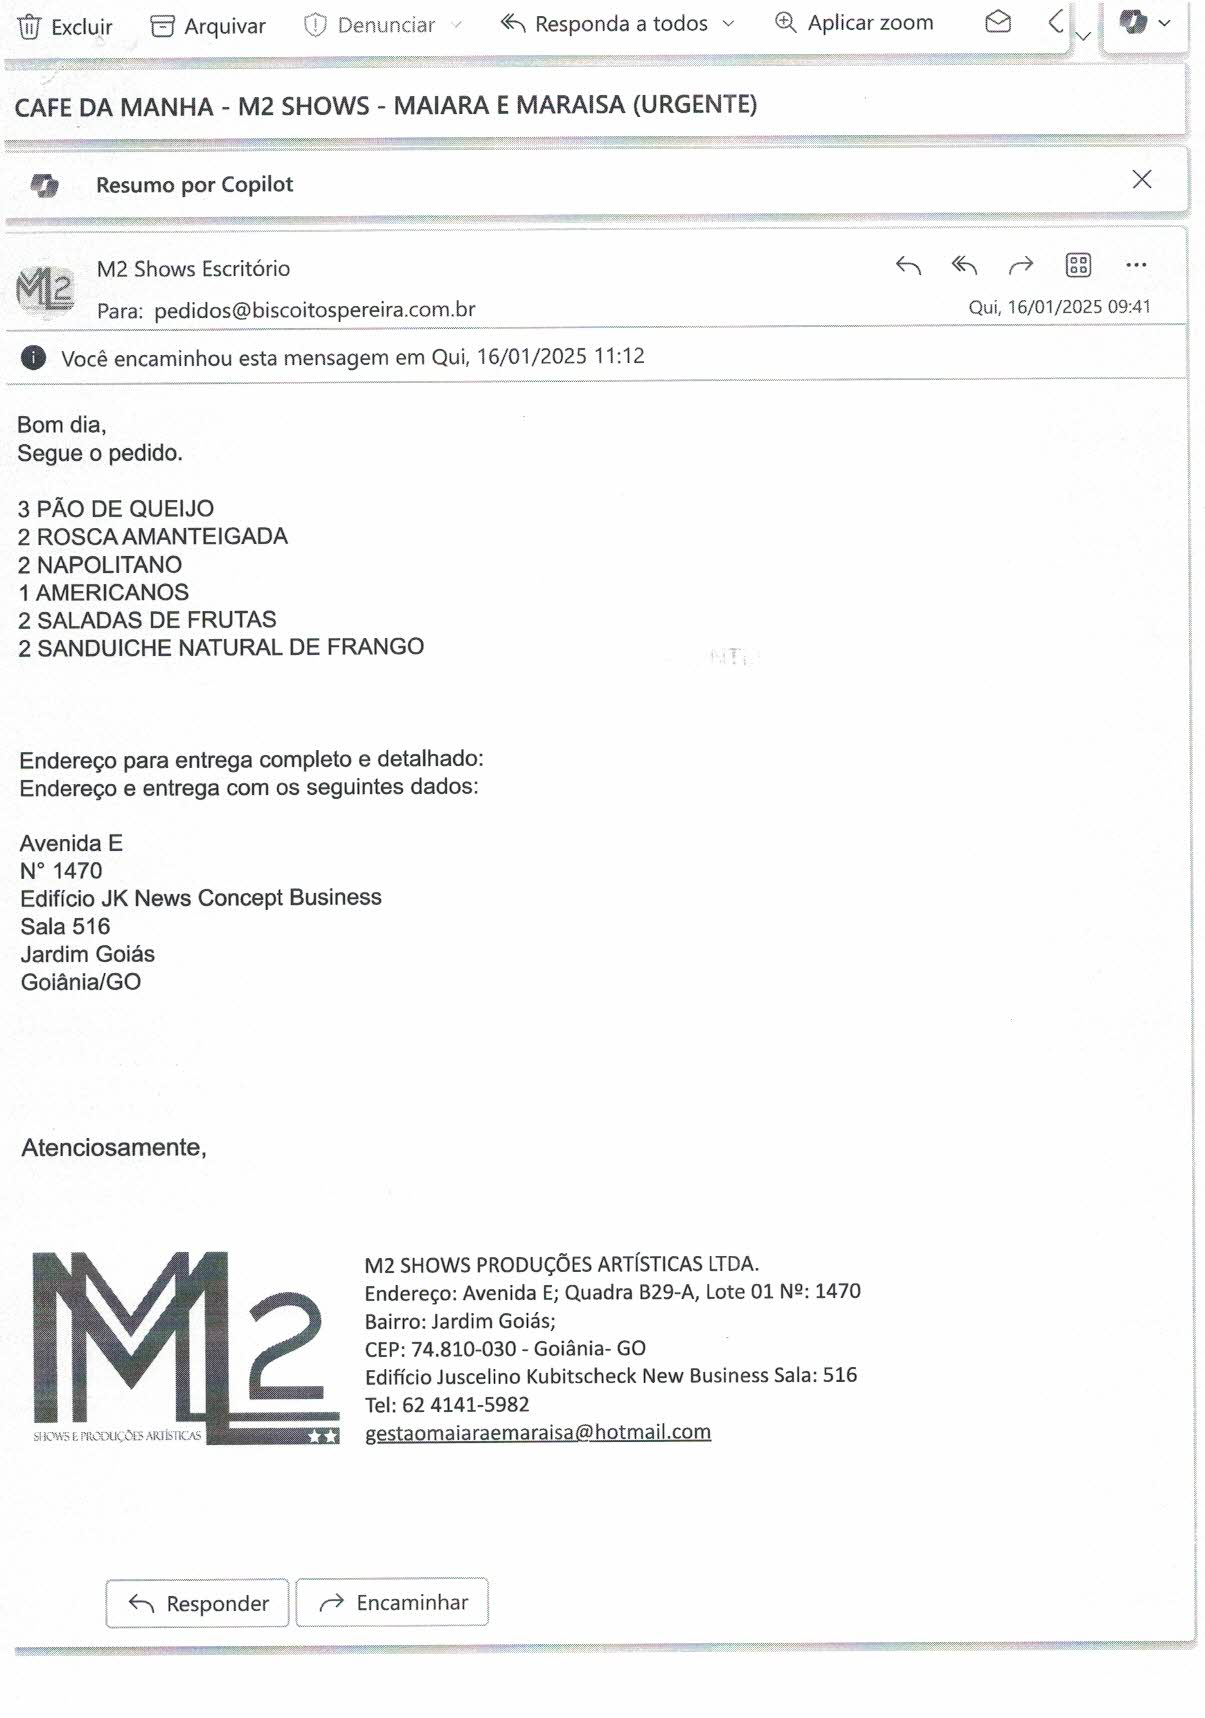 Excluir Arquivar Denunciar Responda a todos Aplicar zoom
CAFE DA MANHA - M2 SHOWS - MAIARA E MARAISA (URGENTE)
Resumo por Copilot
M2 Shows Escritório
Para: pedidos@biscoitospereira.com.br
Qui, 16/01/2025 09:41
Você encaminhou esta mensagem em Qui, 16/01/2025 11:12
Bom dia,
Segue o pedido.
3 PÃO DE QUEIJO
2 ROSCA AMANTEIGADA
2 NAPOLITANO
1 AMERICANOS
2 SALADAS DE FRUTAS
2 SANDUICHE NATURAL DE FRANGO
Endereço para entrega completo e detalhado:
Endereço e entrega com os seguintes dados:
Avenida E
N° 1470
Edifício JK News Concept Business
Sala 516
Jardim Goiás
Goiânia/GO
Atenciosamente,
M2
SHOWS E PRODUÇÕES ARTÍSTICAS
M2 SHOWS PRODUÇÕES ARTÍSTICAS LTDA.
Endereço: Avenida E; Quadra B29-A, Lote 01 Nº: 1470
Bairro: Jardim Goiás;
CEP: 74.810-030 - Goiânia- GO
Edifício Juscelino Kubitscheck New Business Sala: 516
Tel: 62 4141-5982
gestaomaiaraemaraisa@hotmail.com
Responder Encaminhar